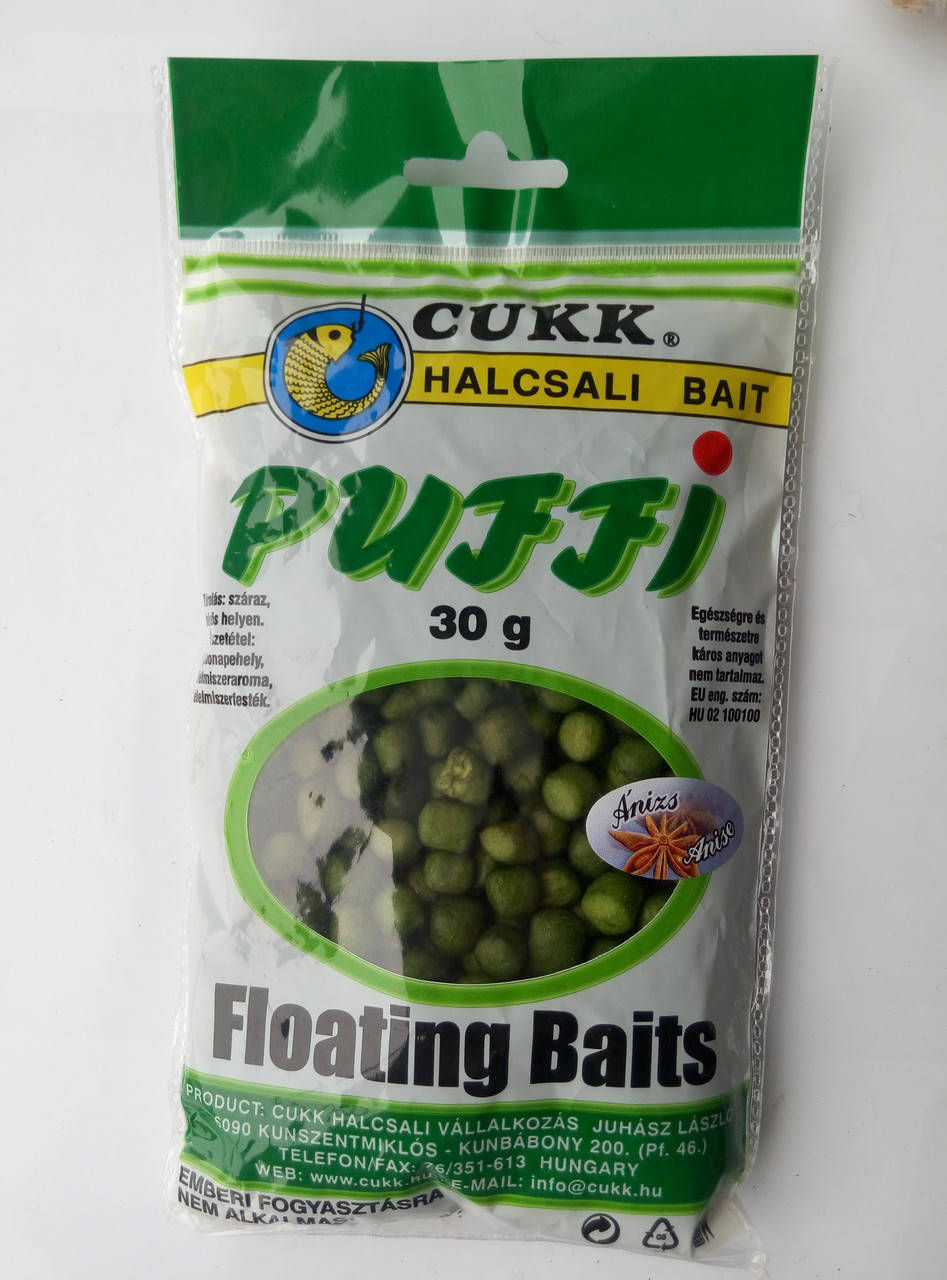 CUKK®
HALCSALI BAIT
PUFFI
30 g
száraz,
helyen.
Egészségre és
természetre
káros anyagot
nem tartalmaz.
EU eng. szám:
HU 02 100100
Ánizs
Anise
Floating Baits
PRODUCT: CUKK HALCSALI VÁLLALKOZÁS JUHÁSZ LÁSZLÓ
6090 KUNSZENTMIKLÓS - KUNBÁBONY 200. (Pf. 46.)
TELEFON/FAX: 76/351-613 HUNGARY
WEB: www.cukk.hu E-MAIL: info@cukk.hu
EMBERI FOGYASZTÁSRA
NEM ALKALMAS!